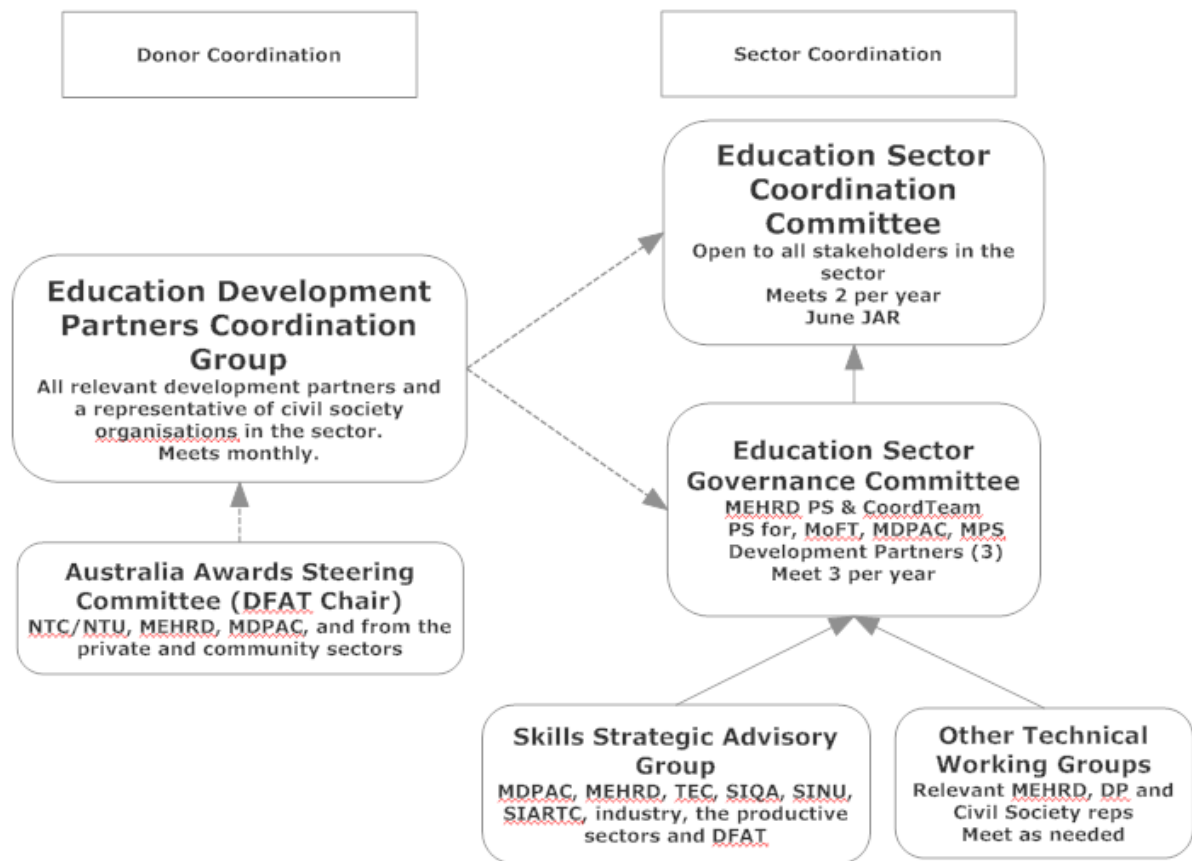 Donor Coordination
Sector Coordination
Education Sector
Coordination
Committee
Open to all stakeholders in the
sector
Meets 2 per year
June JAR
Education Development
Partners Coordination
Group
All relevant development partners and
a representative of civil society
organisations in the sector.
Meets monthly.
Education Sector
Governance Committee
MEHRD PS & CoordTeam
PS for, MoFT, MDPAC, MPS
Development Partners (3)
Meet 3 per year
Australia Awards Steering
Committee (DFAT Chair)
NTC/NTU, MEHRD, MDPAC, and from the
private and community sectors
Skills Strategic Advisory
Group
MDPAC, MEHRD, TEC, SIQA, SINU,
SIARTC, industry, the productive
sectors and DFAT
Other Technical
Working Groups
Relevant MEHRD, DP and
Civil Society reps
Meet as needed